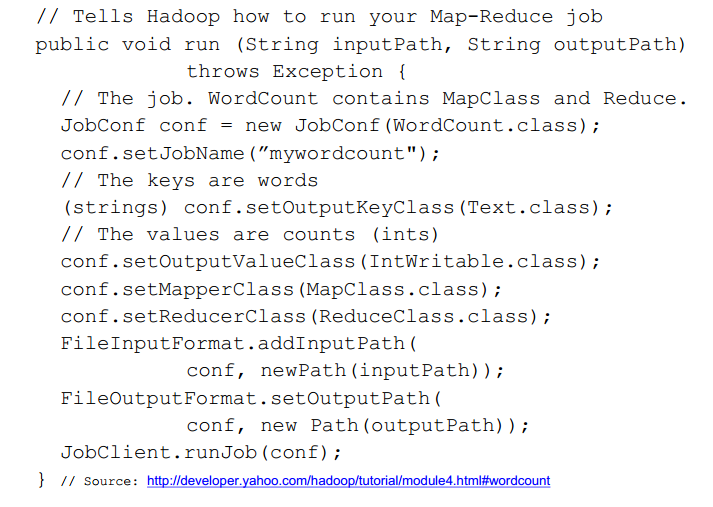 // Tells Hadoop how to run your Map-Reduce job
public void run (String inputPath, String outputPath)
throws Exception {
// The job. WordCount contains MapClass and Reduce.
JobConf conf = new JobConf(WordCount.class);
conf.setJobName(”mywordcount");
// The keys are words
(strings) conf.setOutputKeyClass(Text.class);
// The values are counts (ints)
conf.setOutputValueClass(IntWritable.class);
conf.setMapperClass(MapClass.class);
conf.setReducerClass(ReduceClass.class);
FileInputFormat.addInputPath(
conf, newPath(inputPath));
FileOutputFormat.setOutputPath(
conf, new Path(outputPath));
JobClient.runJob(conf);
} // Source: http://developer.yahoo.com/hadoop/tutorial/module4.html#wordcount